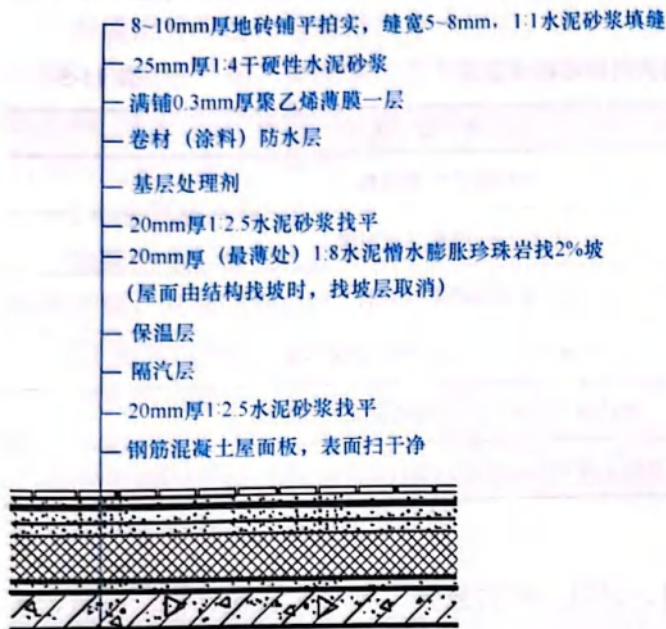 8~10mm厚地砖铺平拍实，缝宽5~8mm，1:1水泥砂浆填缝
25mm厚1:4干硬性水泥砂浆
满铺0.3mm厚聚乙烯薄膜一层
卷材（涂料）防水层
基层处理剂
20mm厚1:2.5水泥砂浆找平
20mm厚（最薄处）1:8水泥憎水膨胀珍珠岩找2%坡
（屋面由结构找坡时，找坡层取消）
保温层
隔汽层
20mm厚1:2.5水泥砂浆找平
钢筋混凝土屋面板，表面扫干净